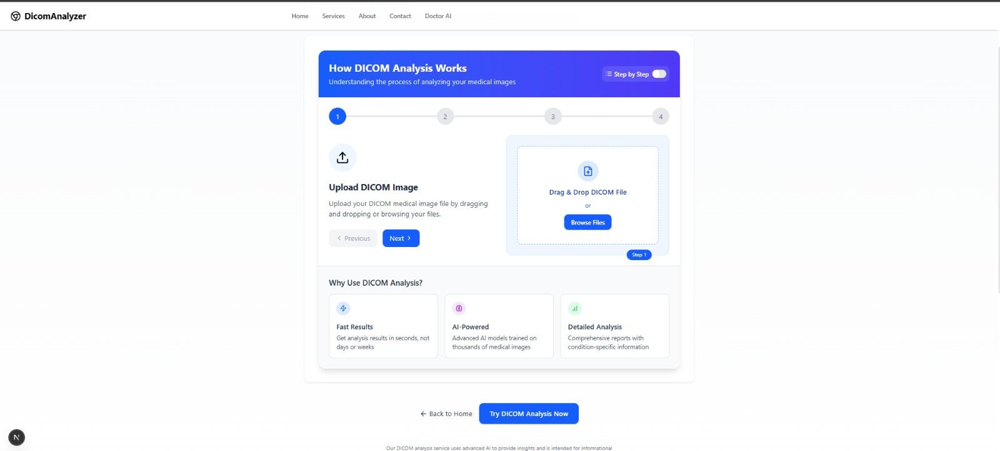 DicomAnalyzer
Home Services About Contact Doctor AI
How DICOM Analysis Works
Understanding the process of analyzing your medical images
Step by Step
1 2 3 4
Upload DICOM Image
Upload your DICOM medical image file by dragging
and dropping or browsing your files.
Previous Next
Drag & Drop DICOM File
or
Browse Files
Step 1
Why Use DICOM Analysis?
Fast Results
Get analysis results in seconds, not
days or weeks
AI-Powered
Advanced AI models trained on
thousands of medical images
Detailed Analysis
Comprehensive reports with
condition-specific information
Back to Home
Try DICOM Analysis Now
N
Our DICOM analysis service uses advanced AI to provide insights and is intended for informational